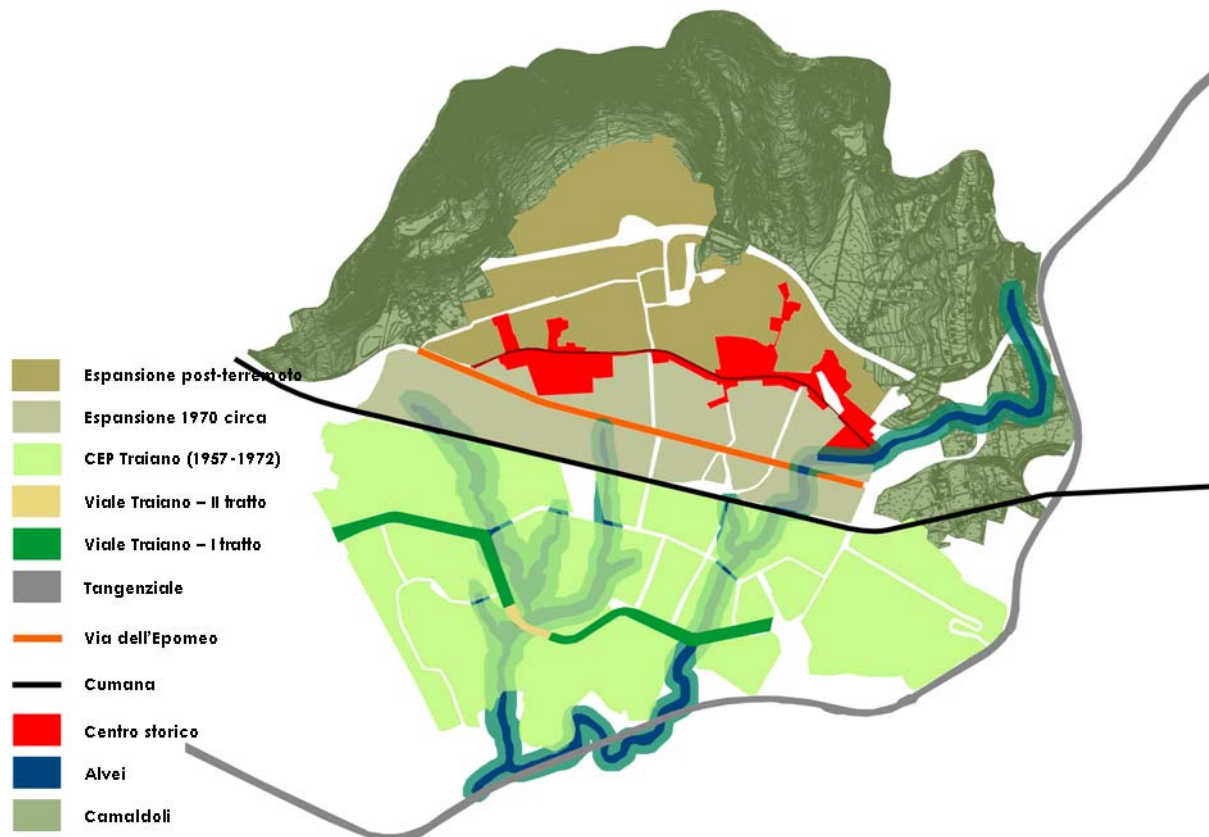 Espansione post-terremoto
Espansione 1970 circa
CEP Traiano (1957-1972)
Viale Traiano – II tratto
Viale Traiano – I tratto
Tangenziale
Via dell'Epomeo
Cumana
Centro storico
Alvei
Camaldoli